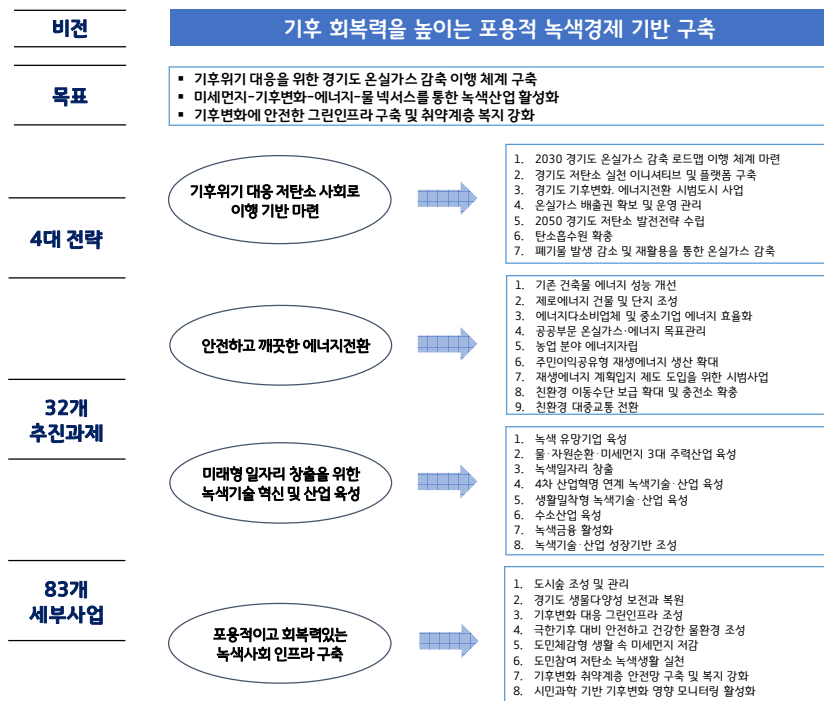 비전
기후 회복력을 높이는 포용적 녹색경제 기반 구축
목표
▪ 기후위기 대응을 위한 경기도 온실가스 감축 이행 체계 구축
▪ 미세먼지-기후변화-에너지-물 넥서스를 통한 녹색산업 활성화
▪ 기후변화에 안전한 그린인프라 구축 및 취약계층 복지 강화
4대 전략
32개
추진과제
83개
세부사업
기후위기 대응 저탄소 사회로
이행 기반 마련
1. 2030 경기도 온실가스 감축 로드맵 이행 체계 마련
2. 경기도 저탄소 실천 이니셔티브 및 플랫폼 구축
3. 경기도 기후변화. 에너지전환 시범도시 사업
4. 온실가스 배출권 확보 및 운영 관리
5. 2050 경기도 저탄소 발전전략 수립
6. 탄소흡수원 확충
7. 폐기물 발생 감소 및 재활용을 통한 온실가스 감축
안전하고 깨끗한 에너지전환
1. 기존 건축물 에너지 성능 개선
2. 제로에너지 건물 및 단지 조성
3. 에너지다소비업체 및 중소기업 에너지 효율화
4. 공공부문 온실가스·에너지 목표관리
5. 농업 분야 에너지자립
6. 주민이익공유형 재생에너지 생산 확대
7. 재생에너지 계획입지 제도 도입을 위한 시범사업
8. 친환경 이동수단 보급 확대 및 충전소 확충
9. 친환경 대중교통 전환
미래형 일자리 창출을 위한
녹색기술 혁신 및 산업 육성
1. 녹색 유망기업 육성
2. 물·자원순환·미세먼지 3대 주력산업 육성
3. 녹색일자리 창출
4. 4차 산업혁명 연계 녹색기술·산업 육성
5. 생활밀착형 녹색기술·산업 육성
6. 수소산업 육성
7. 녹색금융 활성화
8. 녹색기술·산업 성장기반 조성
포용적이고 회복력있는
녹색사회 인프라 구축
1. 도시숲 조성 및 관리
2. 경기도 생물다양성 보전과 복원
3. 기후변화 대응 그린인프라 조성
4. 극한기후 대비 안전하고 건강한 물환경 조성
5. 도민체감형 생활 속 미세먼지 저감
6. 도민참여 저탄소 녹색생활 실천
7. 기후변화 취약계층 안전망 구축 및 복지 강화
8. 시민과학 기반 기후변화 영향 모니터링 활성화